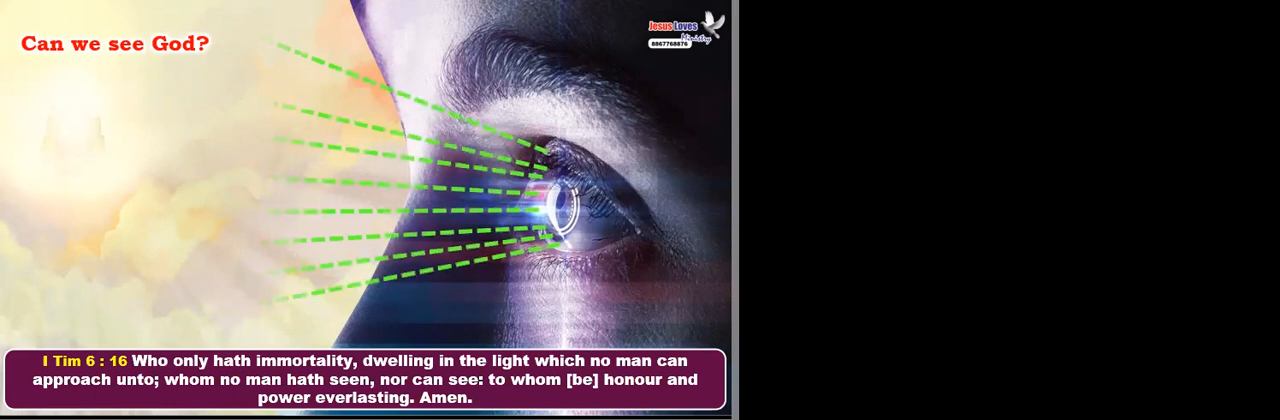 Can we see God?
Jesus Loves
Ministry
8867768876
I Tim 6 : 16 Who only hath immortality, dwelling in the light which no man can
approach unto; whom no man hath seen, nor can see: to whom [be] honour and
power everlasting. Amen.